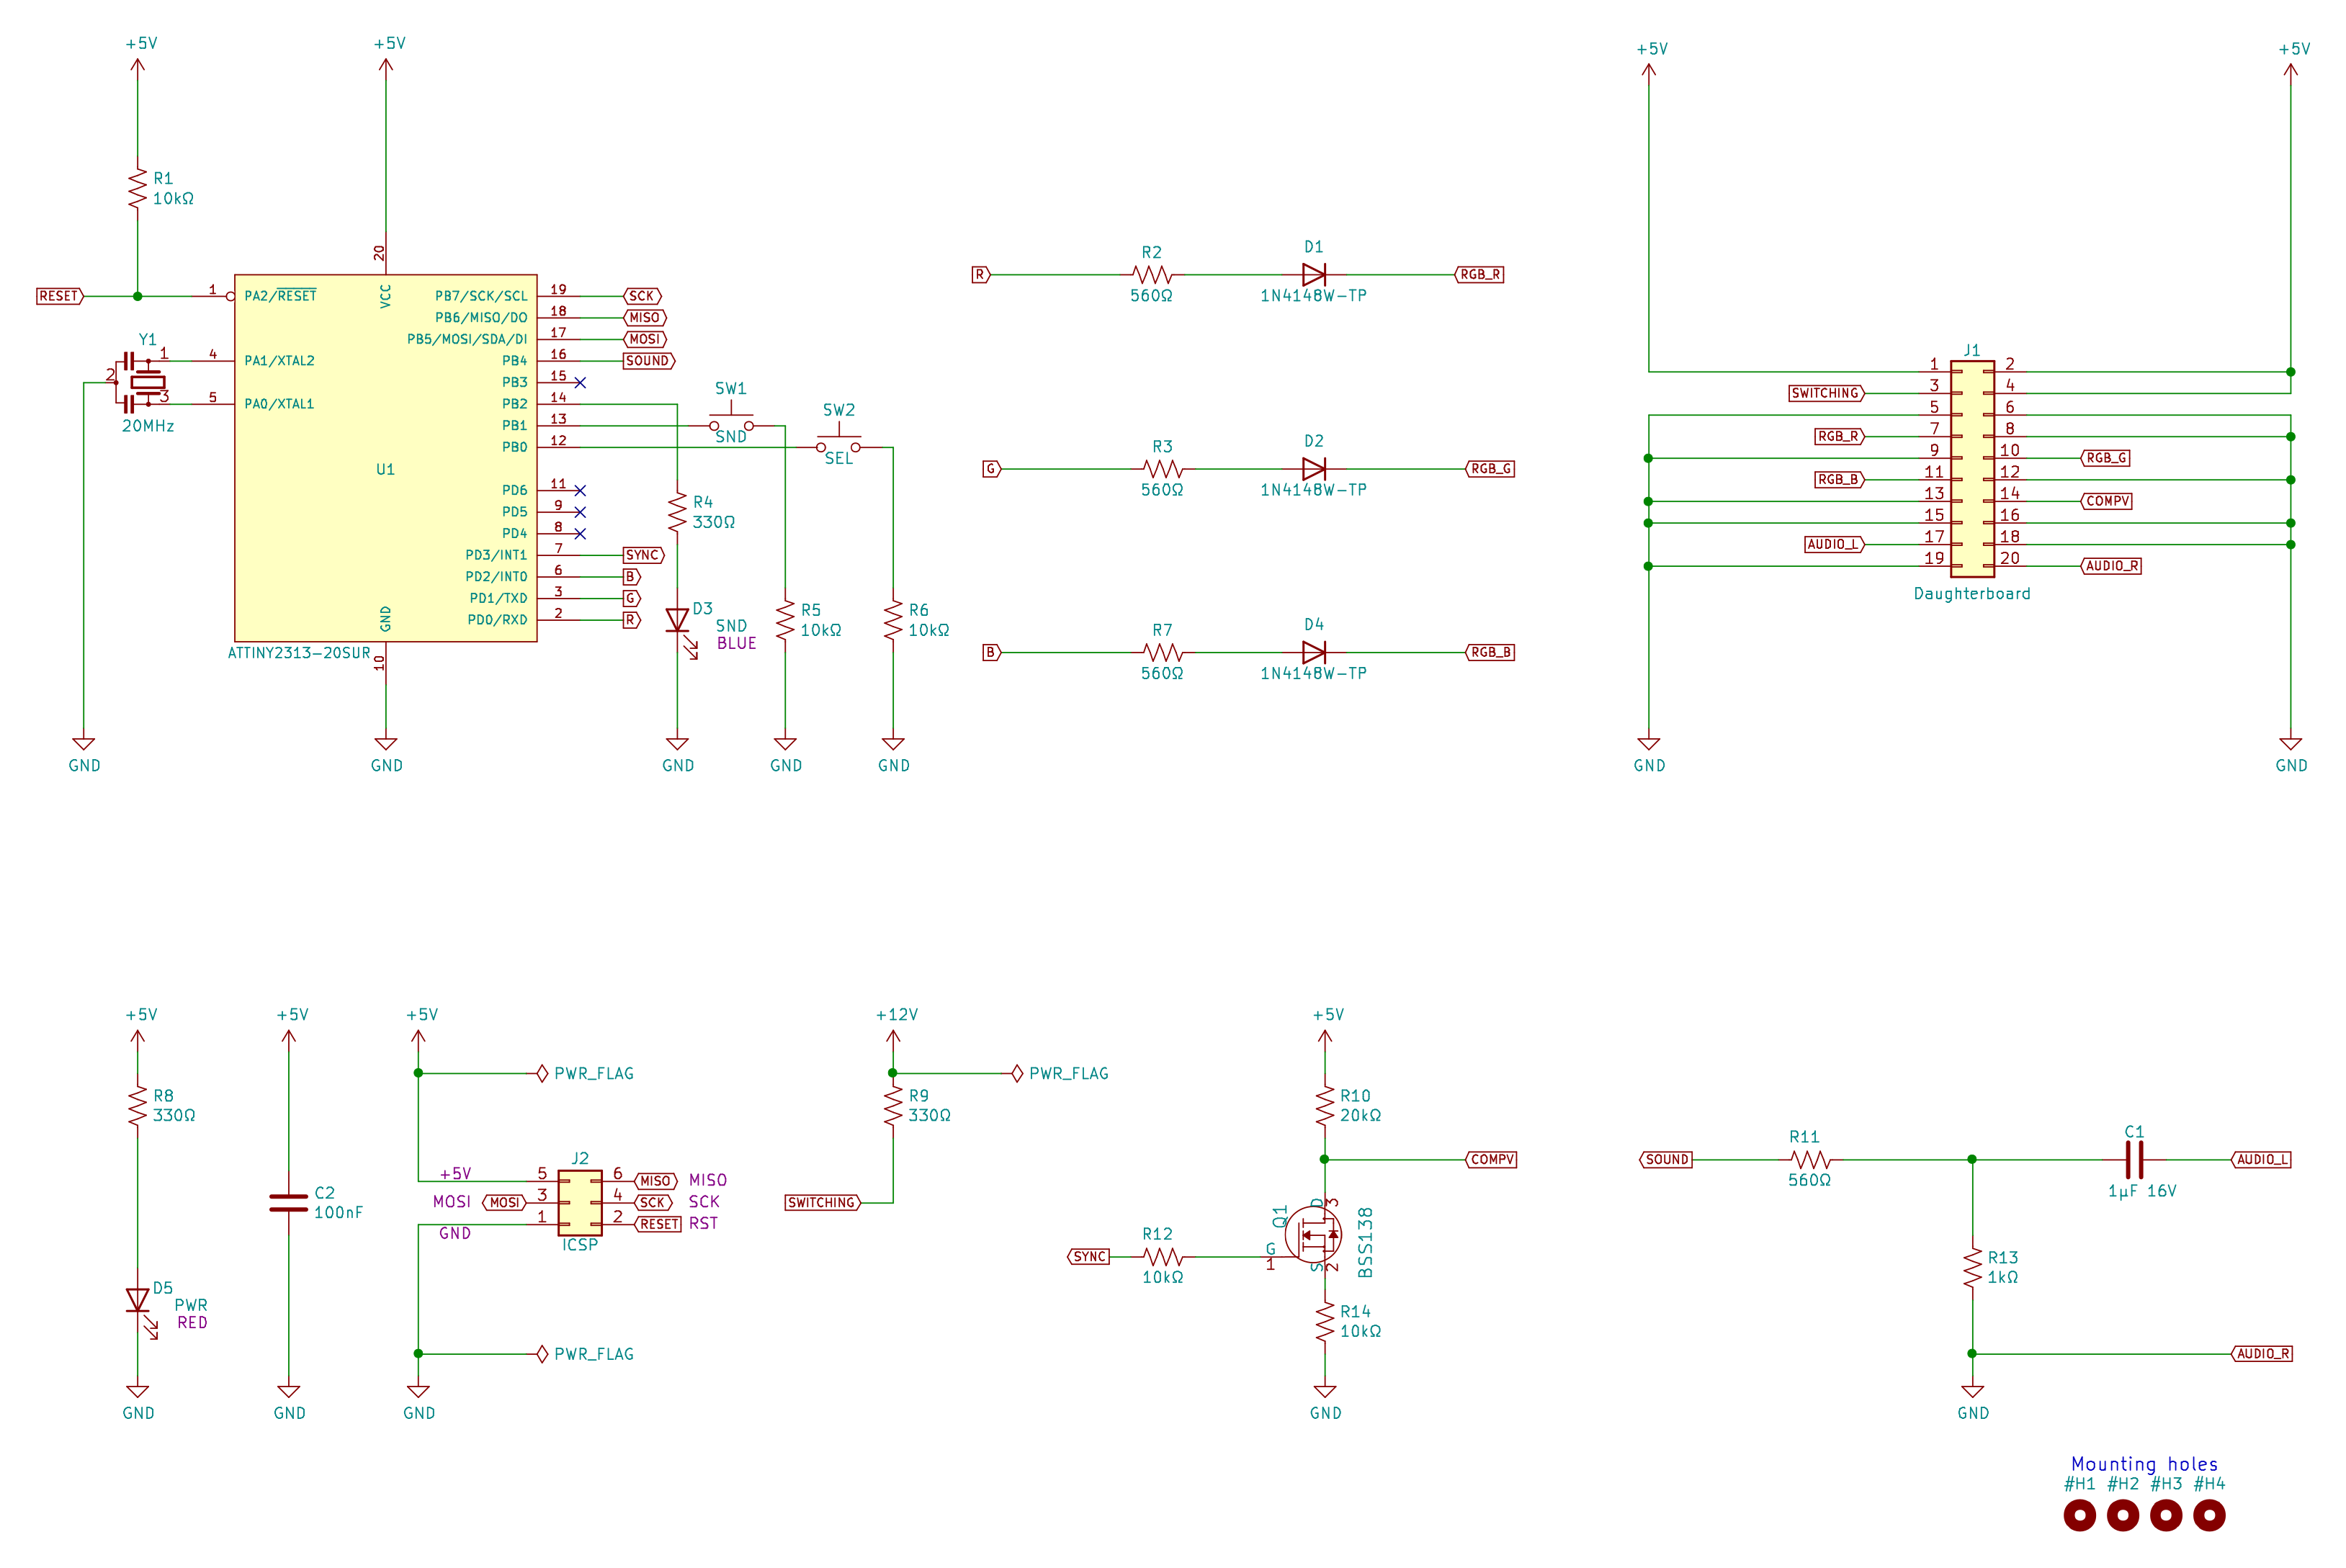 +5V
+5V
+5V
+5V
R1
10kΩ
20
VCC
RESET
1
PA2/RESET
Y1
1
2
3
20MHz
4
PA1/XTAL2
5
PA0/XTAL1
U1
ATTINY2313-20SUR
GND
10
PB7/SCK/SCL
19
SCK
PB6/MISO/DO
18
MISO
PB5/MOSI/SDA/DI
17
MOSI
PB4
16
SOUND
PB3
15
PB2
14
PB1
13
PB0
12
PD6
11
PD5
9
PD4
8
PD3/INT1
7
SYNC
PD2/INT0
6
B
PD1/TXD
3
G
PD0/RXD
2
R
SW1
SND
SW2
SEL
R4
330Ω
D3
SND
BLUE
R5
10kΩ
R6
10kΩ
GND
GND
GND
GND
GND
R
R2
560Ω
D1
1N4148W-TP
RGB_R
G
R3
560Ω
D2
1N4148W-TP
RGB_G
B
R7
560Ω
D4
1N4148W-TP
RGB_B
J1
1
2
SWITCHING
3
4
5
6
RGB_R
7
8
9
10
RGB_G
RGB_B
11
12
13
14
COMPV
15
16
AUDIO_L
17
18
19
20
AUDIO_R
Daughterboard
GND
GND
+5V
R8
330Ω
D5
PWR
RED
GND
+5V
C2
100nF
GND
+5V
PWR_FLAG
J2
+5V
5
6
MISO
MISO
MOSI
MOSI
3
4
SCK
SCK
GND
1
2
RESET
RST
ICSP
PWR_FLAG
GND
+12V
PWR_FLAG
R9
330Ω
SWITCHING
+5V
R10
20kΩ
COMPV
SYNC
R12
10kΩ
Q1
G
1
D
3
S
2
BSS138
R14
10kΩ
GND
SOUND
R11
560Ω
C1
1µF 16V
AUDIO_L
R13
1kΩ
AUDIO_R
GND
Mounting holes
#H1 #H2 #H3 #H4